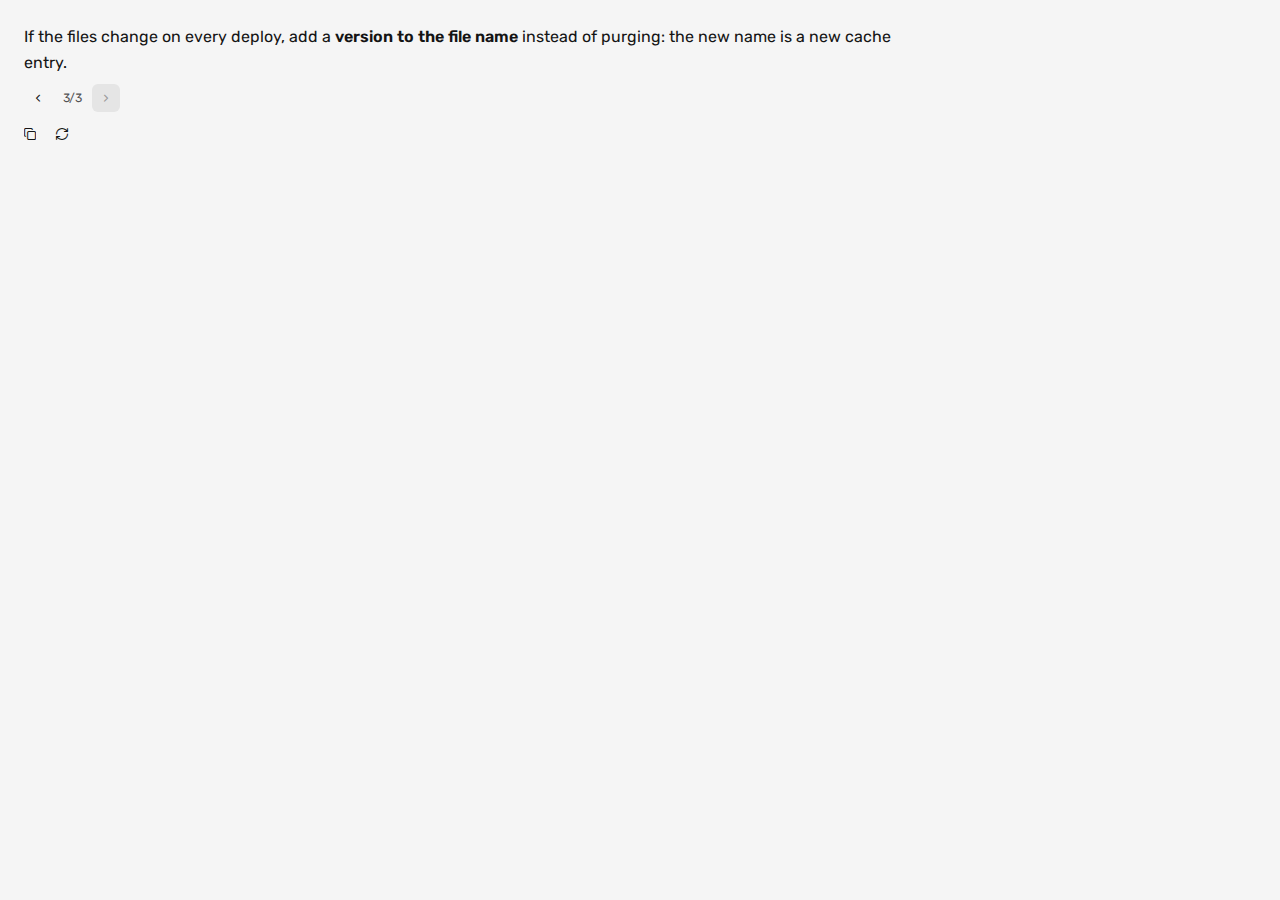 If the files change on every deploy, add a version to the file name instead of purging: the new name is a new cache
entry.
3/3